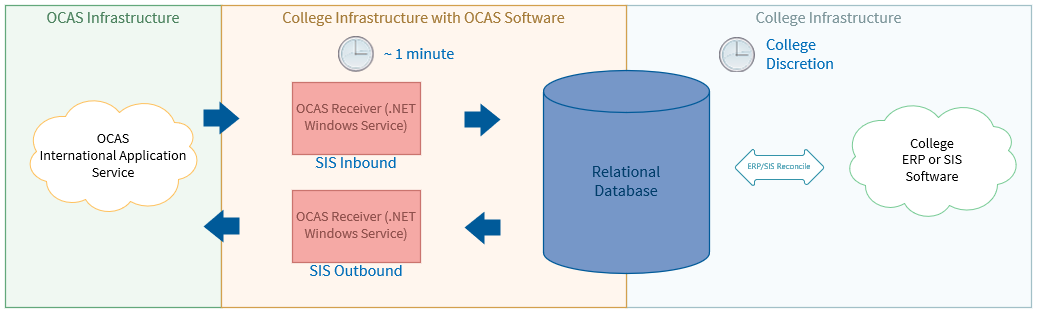 OCAS Infrastructure
College Infrastructure with OCAS Software
College Infrastructure
~ 1 minute
College
Discretion
OCAS
International Application
Service
OCAS Receiver (.NET
Windows Service)
SIS Inbound
OCAS Receiver (.NET
Windows Service)
SIS Outbound
Relational
Database
ERP/SIS Reconcile
College
ERP or SIS
Software